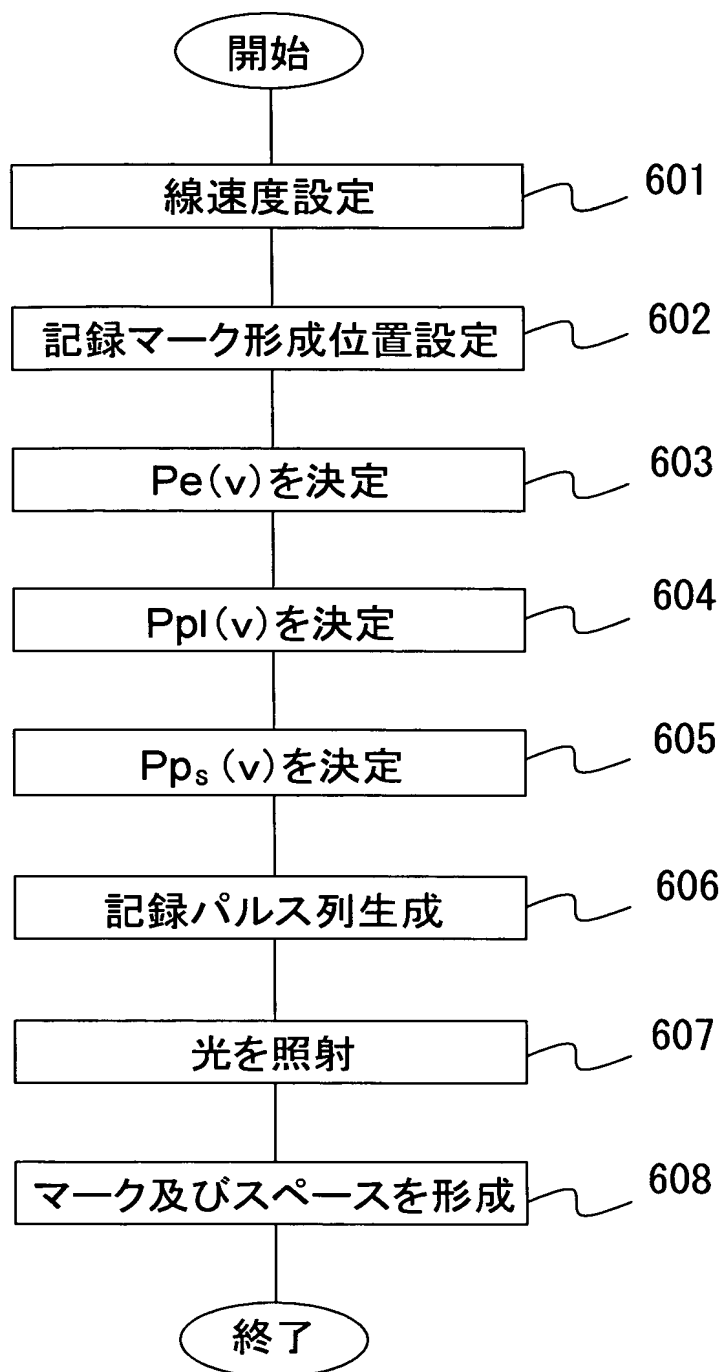 開始
線速度設定
601
記録マーク形成位置設定
602
Pe(v)を決定
603
Ppl(v)を決定
604
Pps(v)を決定
605
記録パルス列生成
606
光を照射
607
マーク及びスペースを形成
608
終了